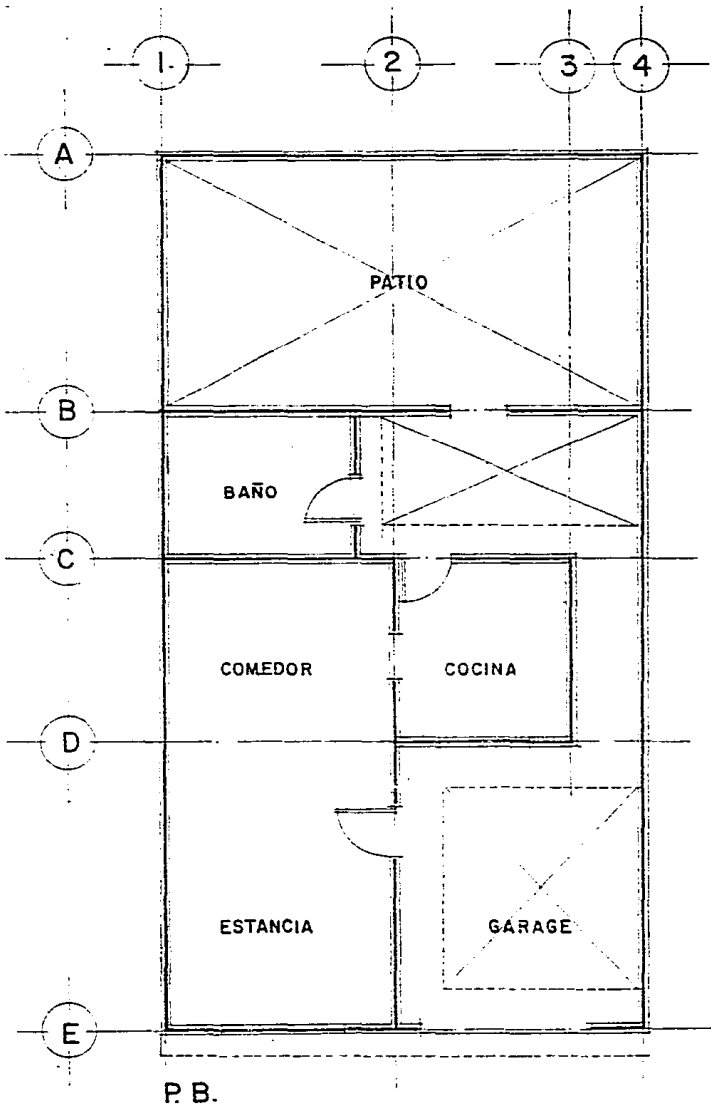 1 2 3 4
A
PATIO
B
BAÑO
C
COMEDOR COCINA
D
ESTANCIA GARAGE
E
P. B.